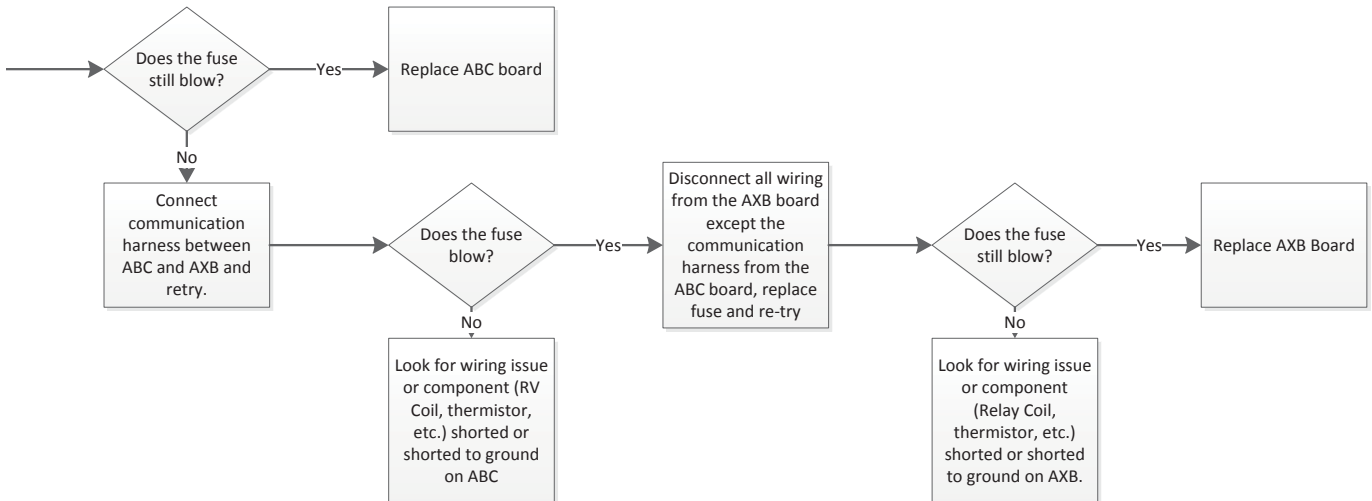 Does the fuse
still blow?
Yes
Replace ABC board
No
Connect
communication
harness between
ABC and AXB and
retry.
Does the fuse
blow?
Yes
Disconnect all wiring
from the AXB board
except the
communication
harness from the
ABC board, replace
fuse and re-try
Does the fuse
still blow?
Yes
Replace AXB Board
No
Look for wiring issue
or component (RV
Coil, thermistor,
etc.) shorted or
shorted to ground
on ABC
No
Look for wiring issue
or component
(Relay Coil,
thermistor, etc.)
shorted or shorted
to ground on AXB.